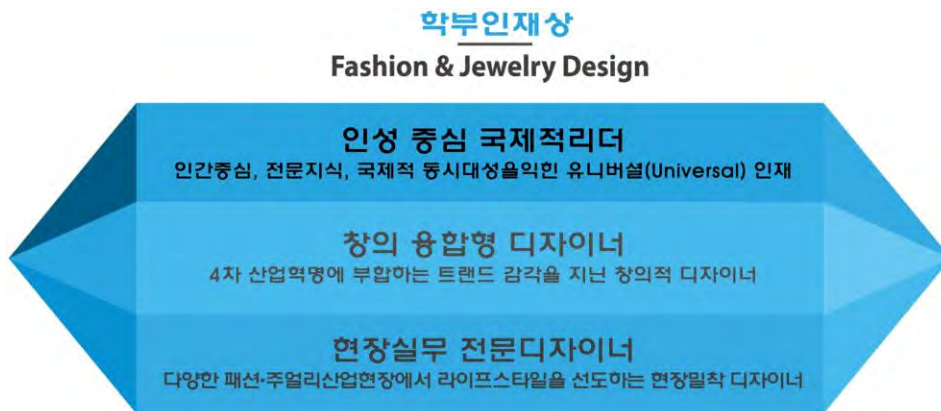 학부인재상
Fashion & Jewelry Design
인성 중심 국제적리더
인간중심, 전문지식, 국제적 동시대성을익힌 유니버셜(Universal) 인재
창의 융합형 디자이너
4차 산업혁명에 부합하는 트랜드 감각을 지닌 창의적 디자이너
현장실무 전문디자이너
다양한 패션·주얼리산업현장에서 라이프스타일을 선도하는 현장밀착 디자이너